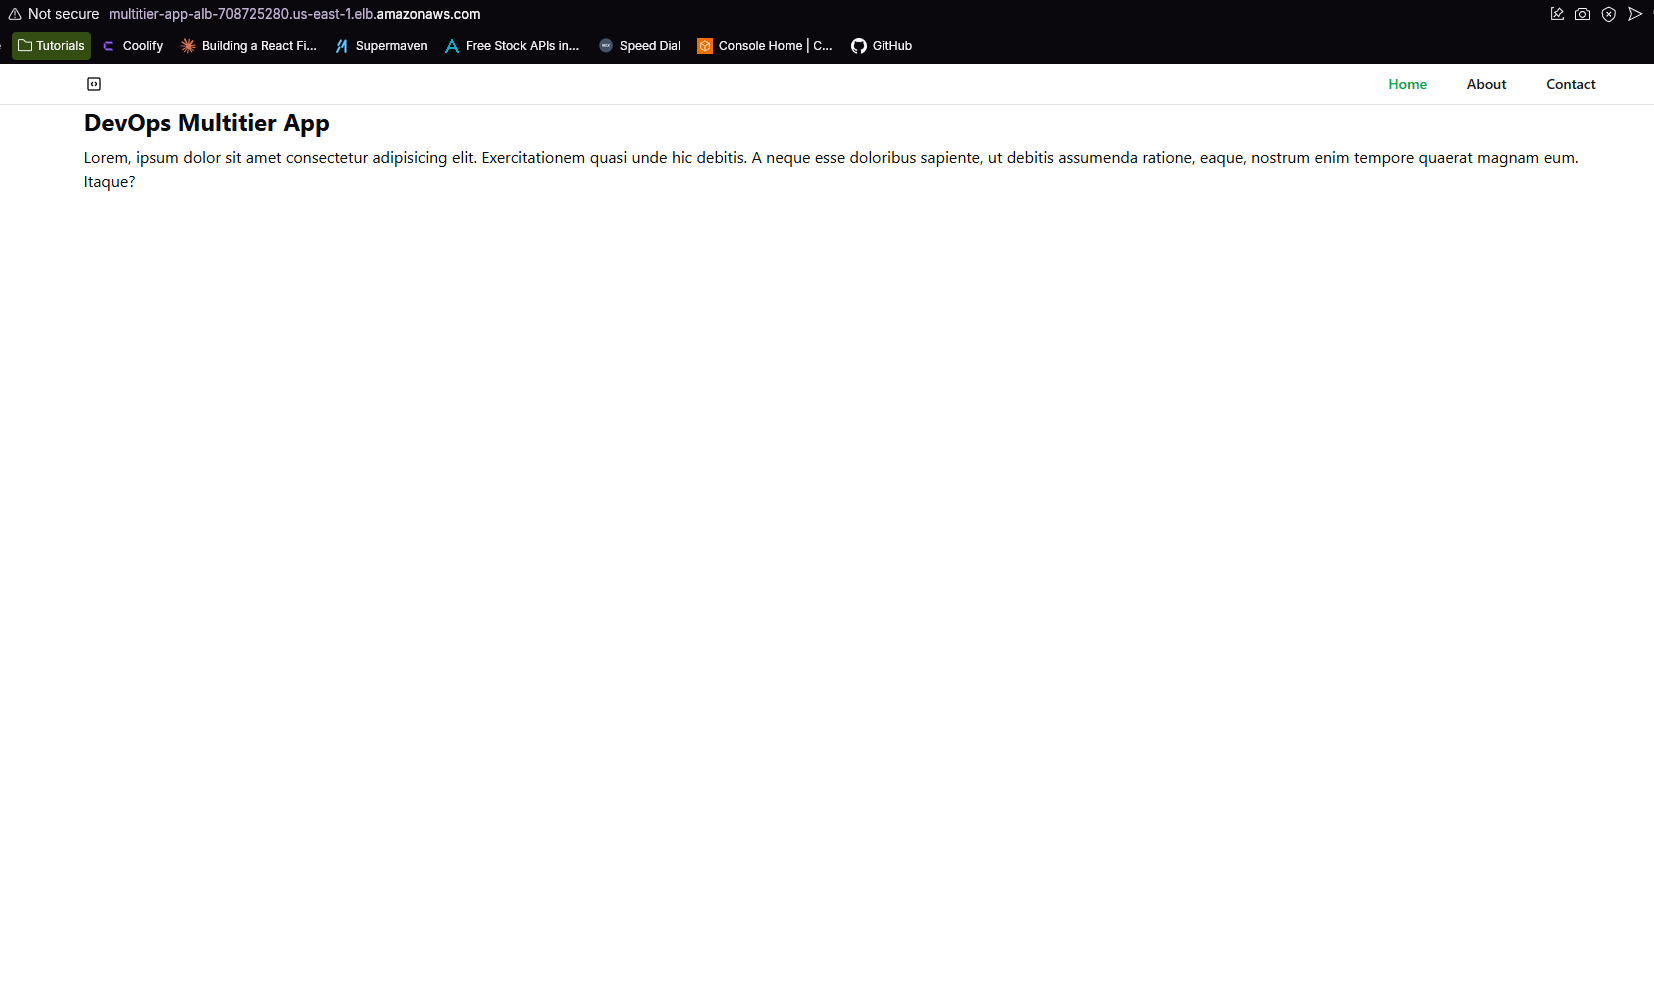 Not secure multitier-app-alb-708725280.us-east-1.elb.amazonaws.com
Tutorials Coolify Building a React Fi... Supermaven Free Stock APIs in... Speed Dial Console Home | C... GitHub
Home About Contact
DevOps Multitier App
Lorem, ipsum dolor sit amet consectetur adipisicing elit. Exercitationem quasi unde hic debitis. A neque esse doloribus sapiente, ut debitis assumenda ratione, eaque, nostrum enim tempore quaerat magnam eum.
Itaque?